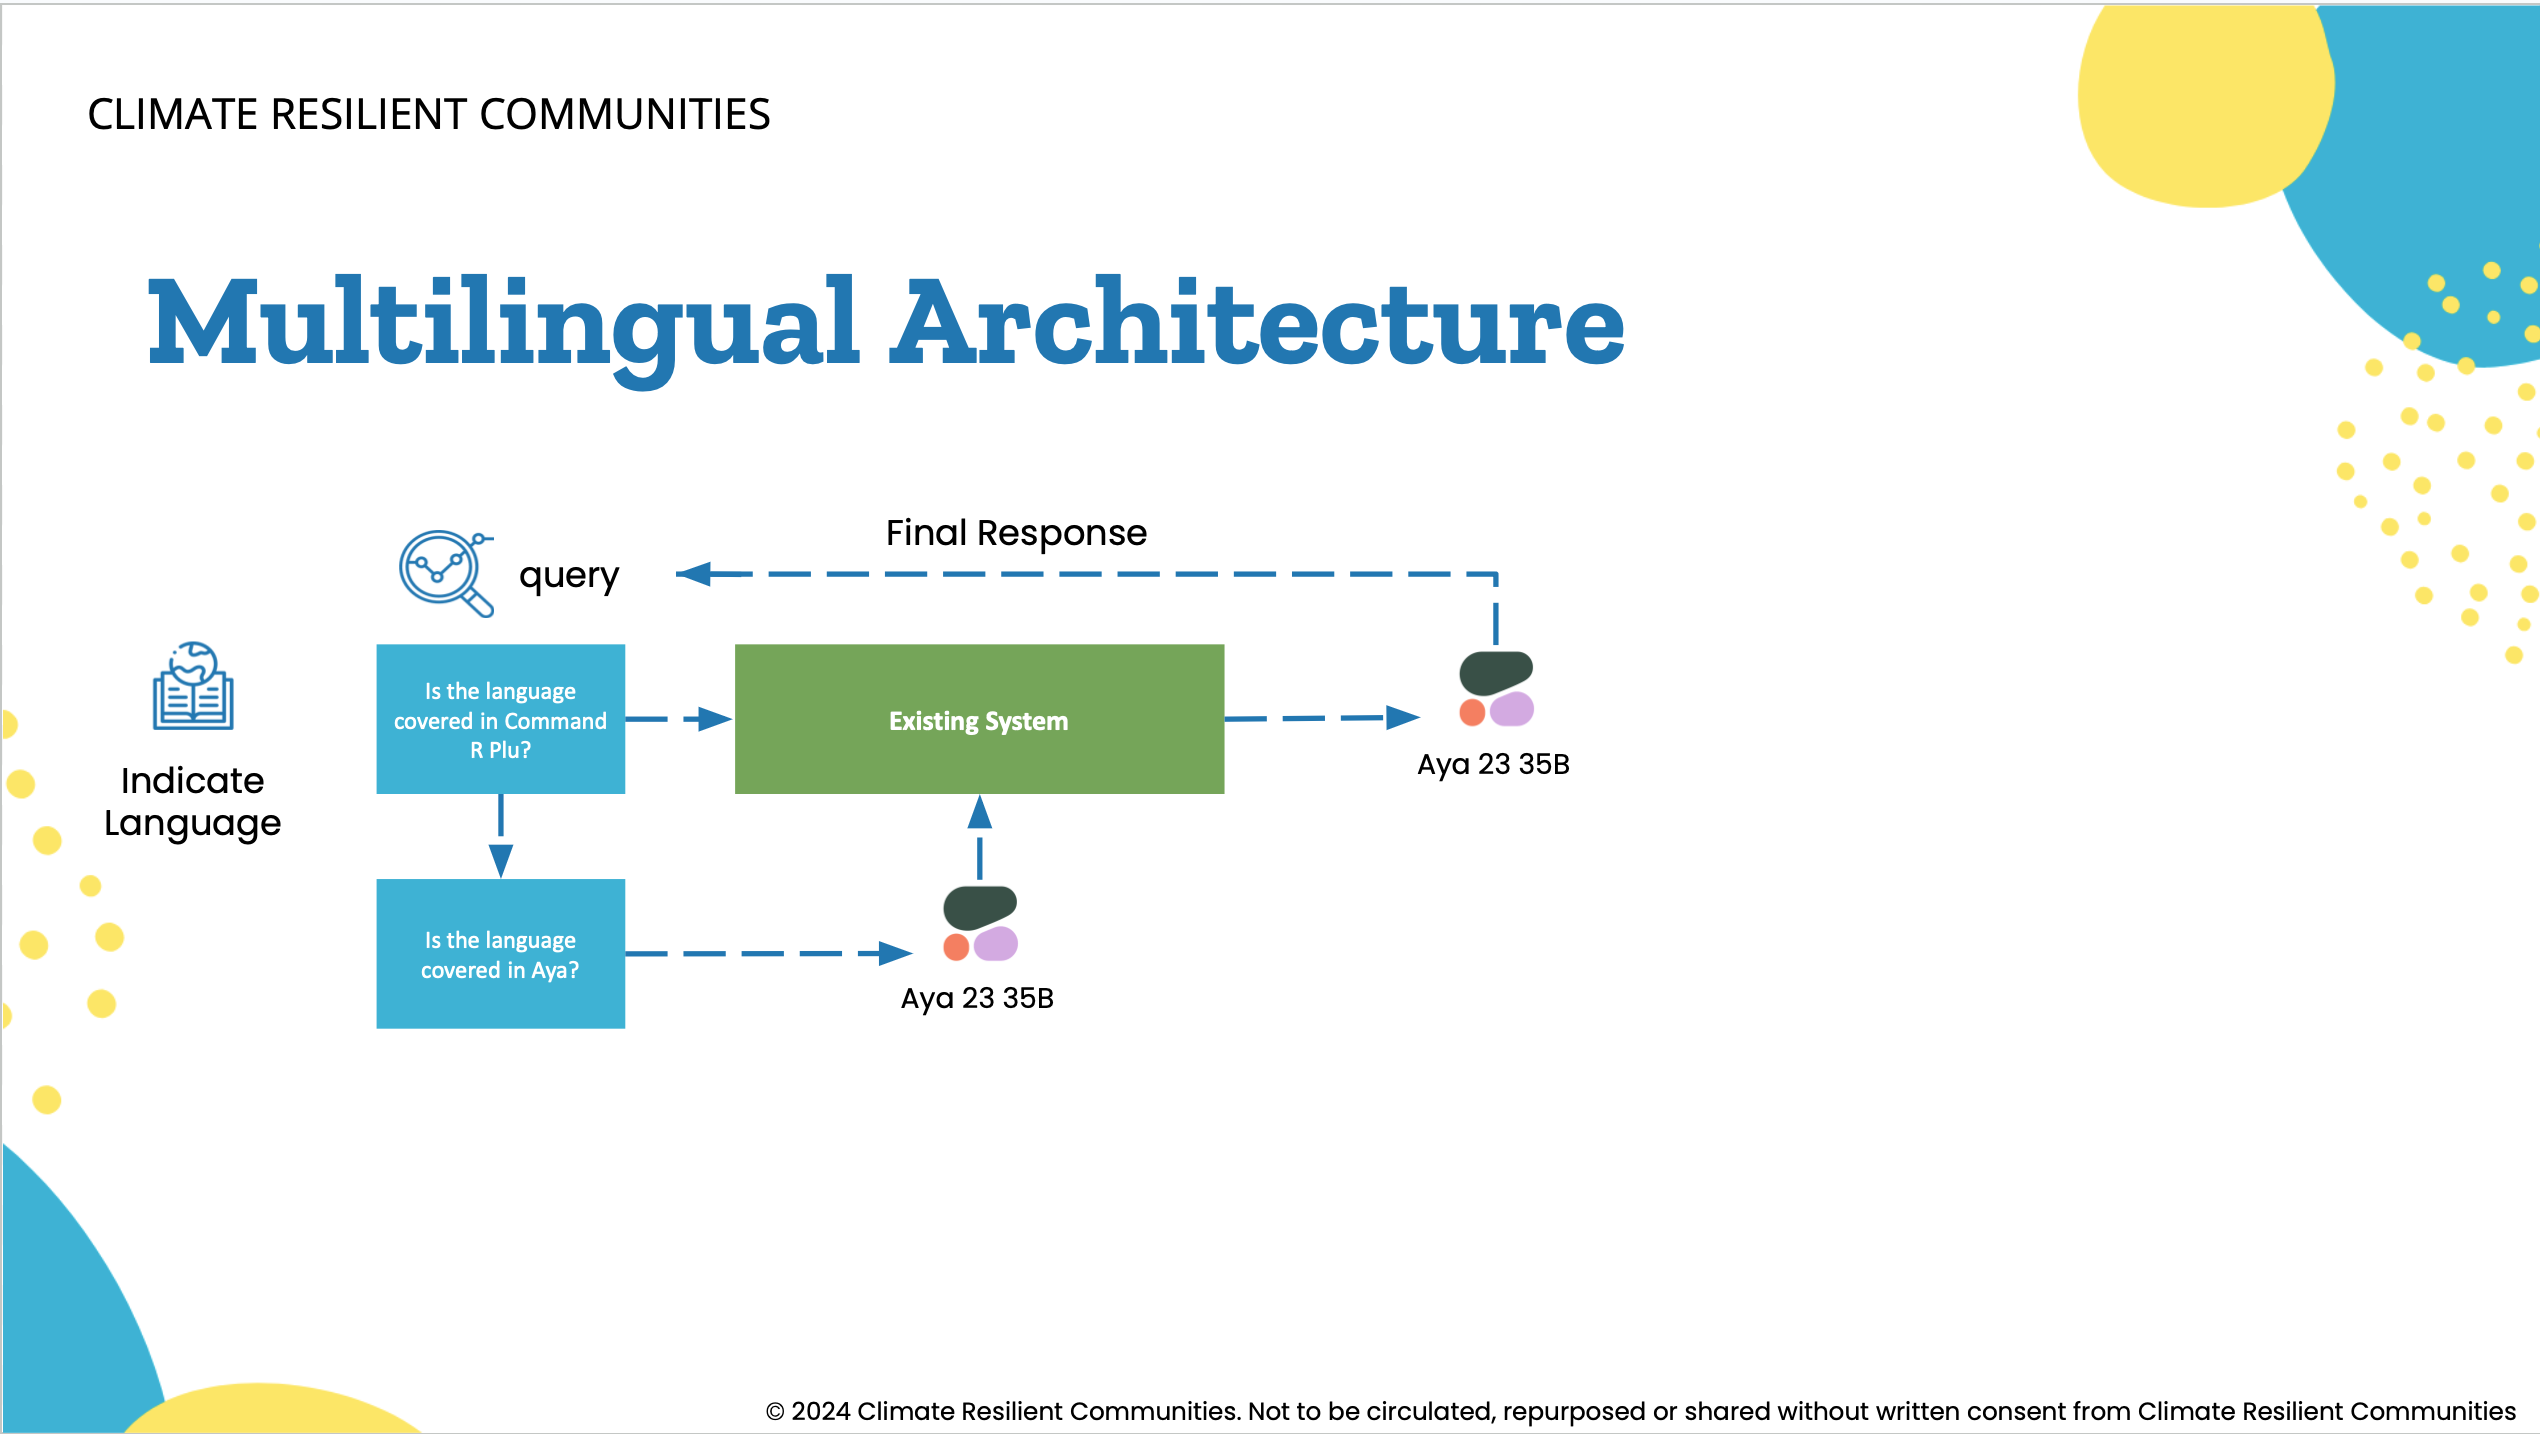 CLIMATE RESILIENT COMMUNITIES
Multilingual Architecture
Final Response
query
Is the language
covered in Command
R Plu?
Existing System
Aya 23 35B
Indicate
Language
Is the language
covered in Aya?
Aya 23 35B
© 2024 Climate Resilient Communities. Not to be circulated, repurposed or shared without written consent from Climate Resilient Communities